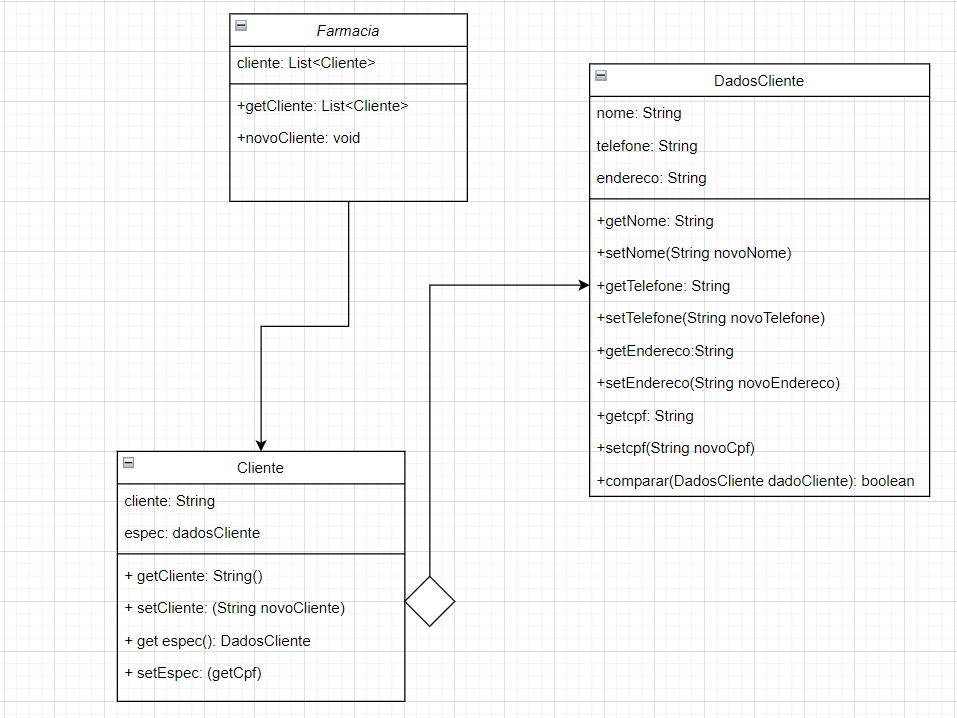 Farmacia
cliente: List<Cliente>
+getCliente: List<Cliente>
+novoCliente: void
DadosCliente
nome: String
telefone: String
endereco: String
+getNome: String
+setNome(String novoNome)
+getTelefone: String
+setTelefone(String novoTelefone)
+getEndereco:String
+setEndereco(String novoEndereco)
+getcpf: String
+setcpf(String novoCpf)
+comparar(DadosCliente dadoCliente): boolean
Cliente
cliente: String
espec: dadosCliente
+ getCliente: String()
+ setCliente: (String novoCliente)
+ get espec(): DadosCliente
+ setEspec: (getCpf)